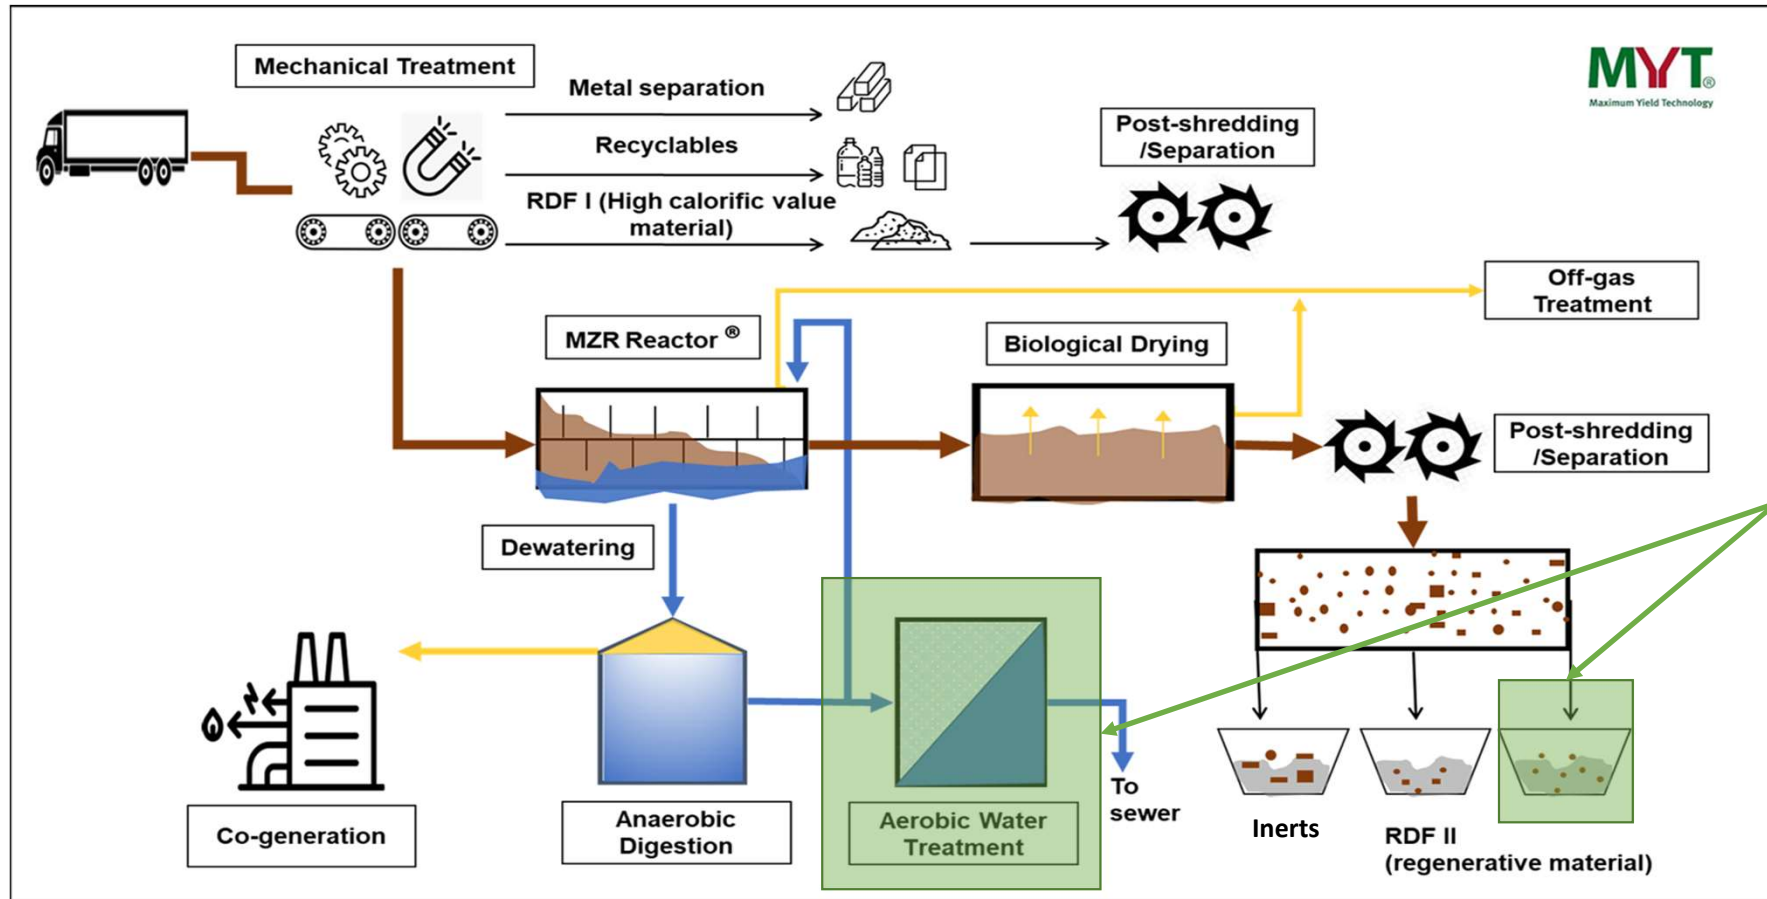 Mechanical Treatment
MYT®
Maximum Yield Technology
Metal separation
Recyclables
RDF I (High calorific value
material)
Post-shredding
/Separation
Off-gas
Treatment
MZR Reactor ®
Biological Drying
Post-shredding
/Separation
Dewatering
Co-generation
Anaerobic
Digestion
Aerobic Water
Treatment
To
sewer
Inerts
RDF II
(regenerative material)